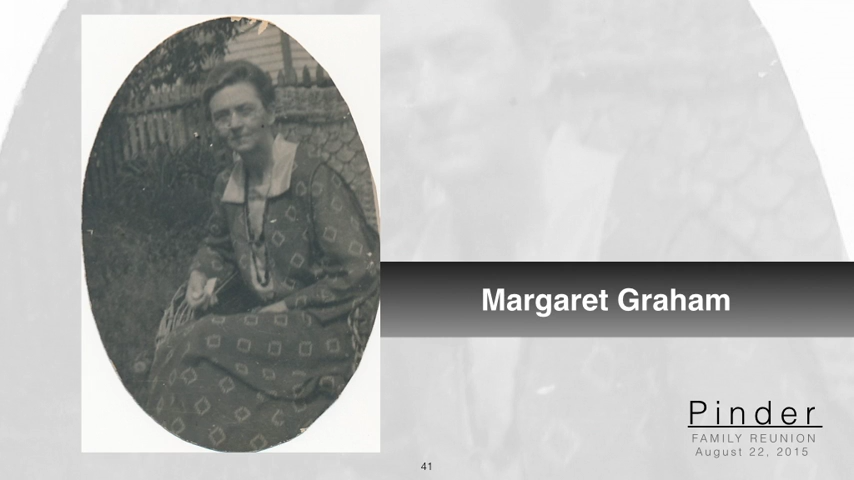 Margaret Graham
Pinder
FAMILY REUNION
August 22, 2015
41